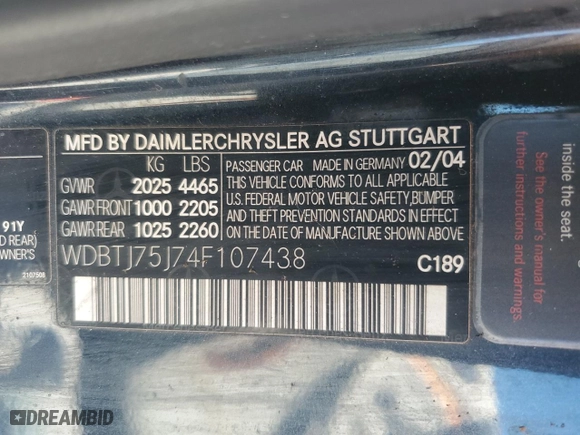 MFD BY DAIMLERCHRYSLER AG STUTTGART
KG LBS
GVWR 2025 4465
GAWR FRONT 1000 2205
GAWR REAR 1025 2260
PASSENGER CAR MADE IN GERMANY 02/04
THIS VEHICLE CONFORMS TO ALL APPLICABLE
U.S. FEDERAL MOTOR VEHICLE SAFETY,BUMPER
AND THEFT PREVENTION STANDARDS IN EFFECT
ON THE DATE OF MANUFACTURE SHOWN ABOVE.
WDBTJ75J74F107438
C189
91Y
D REAR)
WNER'S
2107508
See the owner's
manual for further
inside the
seat on the
DREAMBID